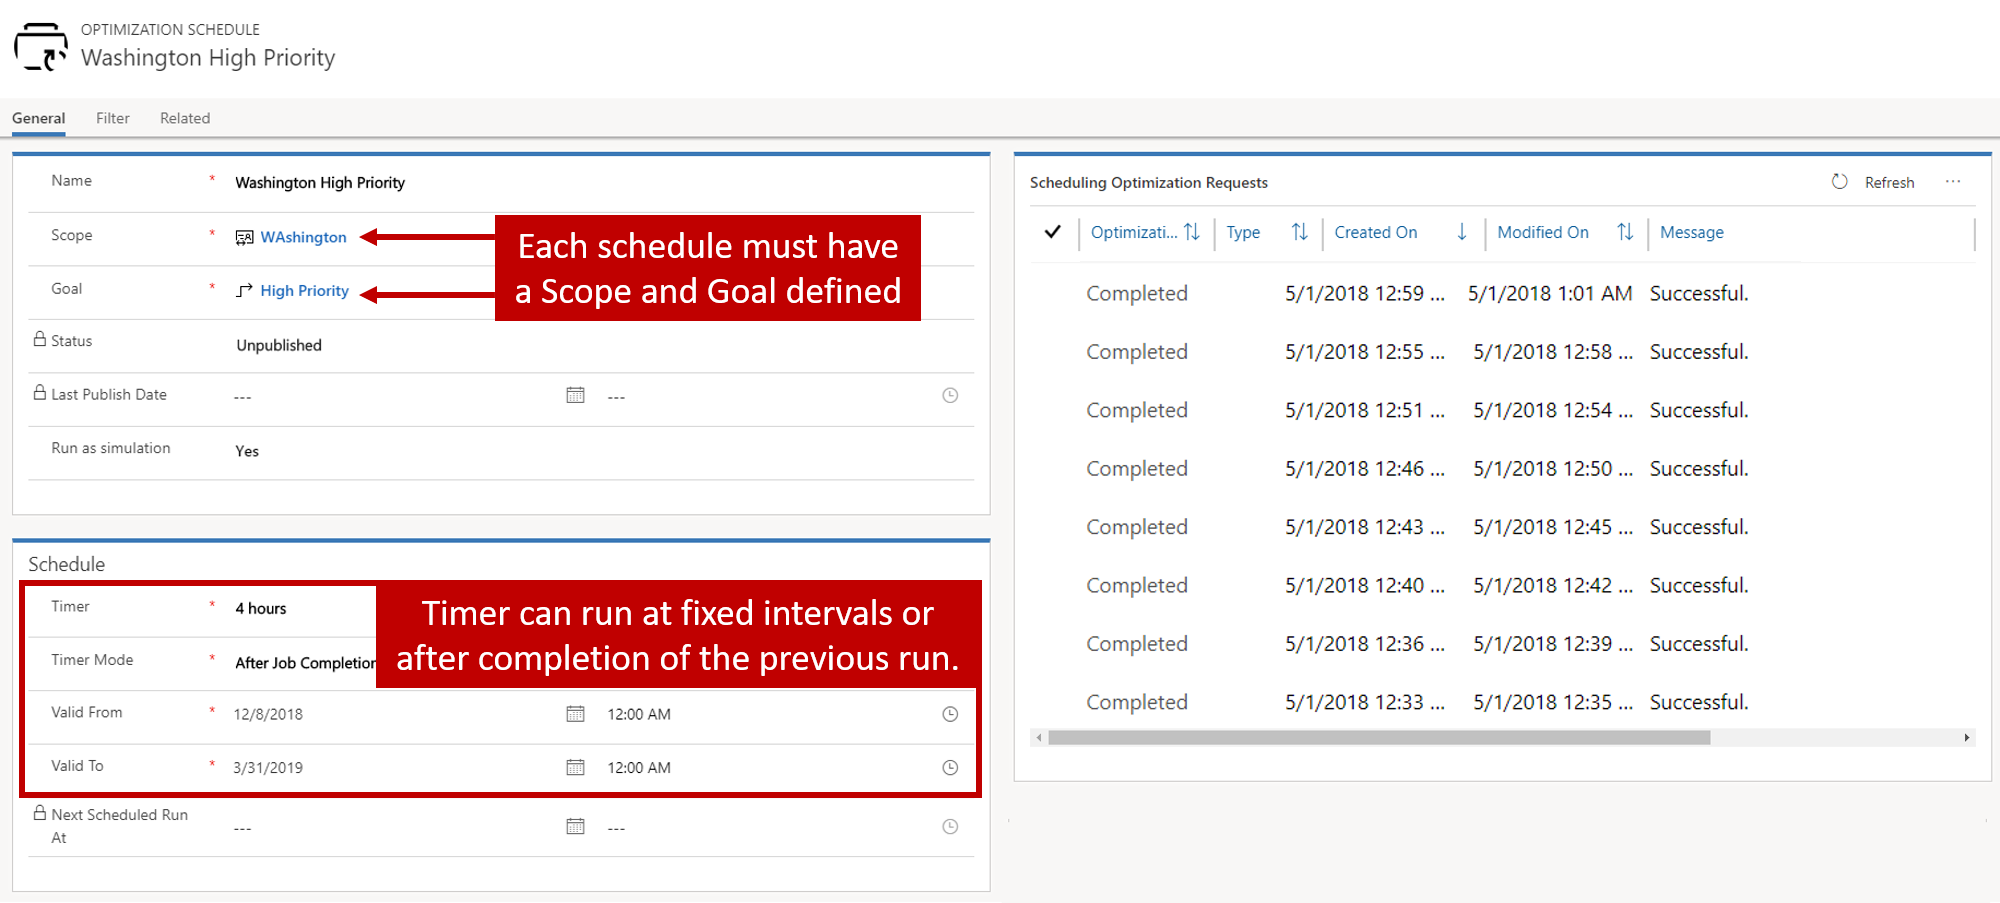 OPTIMIZATION SCHEDULE
Washington High Priority
General Filter Related
Name * Washington High Priority
Scope * WAshington
Goal * High Priority
Each schedule must have
a Scope and Goal defined
Status Unpublished
Last Publish Date --- ---
Run as simulation Yes
Schedule
Timer * 4 hours
Timer Mode * After Job Completion
Timer can run at fixed intervals or
after completion of the previous run.
Valid From * 12/8/2018 12:00 AM
Valid To * 3/31/2019 12:00 AM
Next Scheduled Run
At --- ---
Scheduling Optimization Requests Refresh ...
Optimizati... Type Created On Modified On Message
Completed 5/1/2018 12:59 ... 5/1/2018 1:01 AM Successful.
Completed 5/1/2018 12:55 ... 5/1/2018 12:58 ... Successful.
Completed 5/1/2018 12:51 ... 5/1/2018 12:54 ... Successful.
Completed 5/1/2018 12:46 ... 5/1/2018 12:50 ... Successful.
Completed 5/1/2018 12:43 ... 5/1/2018 12:45 ... Successful.
Completed 5/1/2018 12:40 ... 5/1/2018 12:42 ... Successful.
Completed 5/1/2018 12:36 ... 5/1/2018 12:39 ... Successful.
Completed 5/1/2018 12:33 ... 5/1/2018 12:35 ... Successful.